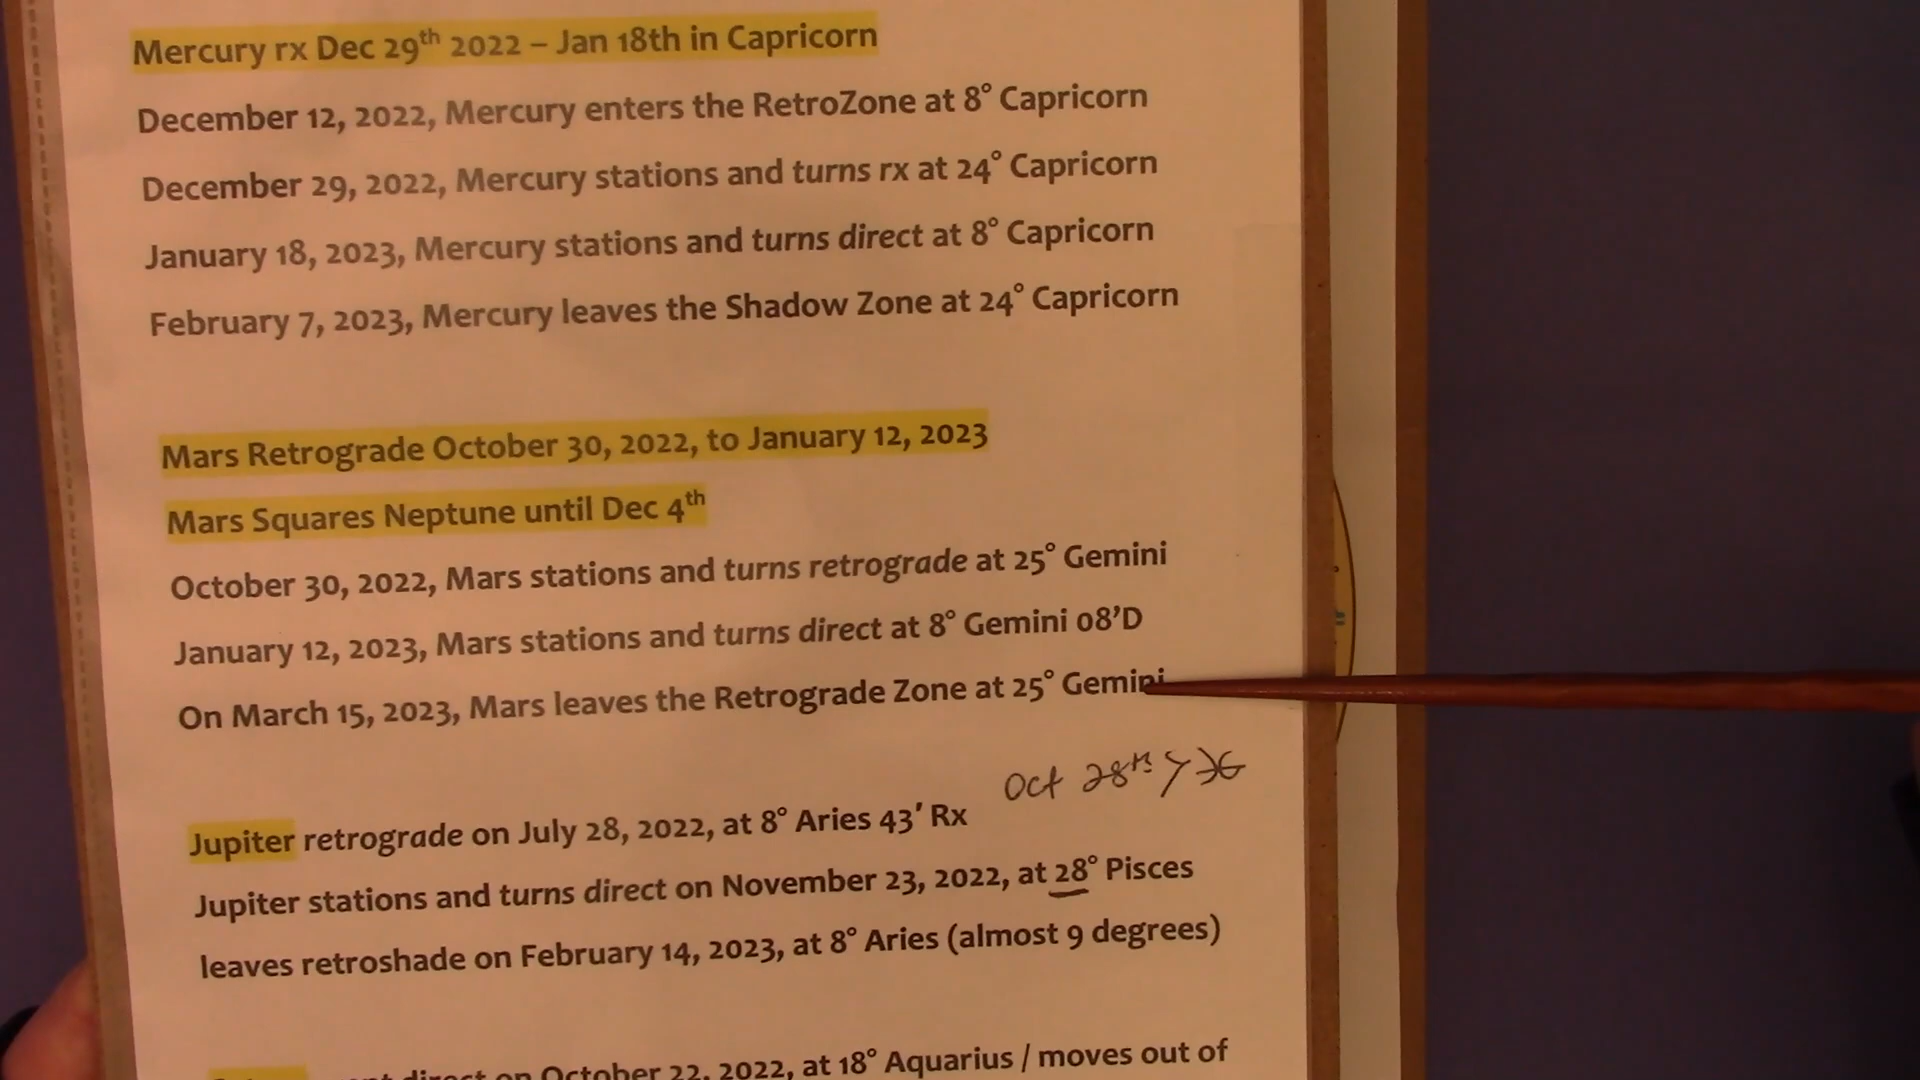 Mercury rx Dec 29th 2022 – Jan 18th in Capricorn
December 12, 2022, Mercury enters the RetroZone at 8° Capricorn
December 29, 2022, Mercury stations and turns rx at 24° Capricorn
January 18, 2023, Mercury stations and turns direct at 8° Capricorn
February 7, 2023, Mercury leaves the Shadow Zone at 24° Capricorn
Mars Retrograde October 30, 2022, to January 12, 2023
Mars Squares Neptune until Dec 4th
October 30, 2022, Mars stations and turns retrograde at 25° Gemini
January 12, 2023, Mars stations and turns direct at 8° Gemini 08’D
On March 15, 2023, Mars leaves the Retrograde Zone at 25° Gemini
Oct 28th
Jupiter retrograde on July 28, 2022, at 8° Aries 43′ Rx
Jupiter stations and turns direct on November 23, 2022, at 28° Pisces
leaves retroshade on February 14, 2023, at 8° Aries (almost 9 degrees)
direct on October 22, 2022, at 18° Aquarius / moves out of